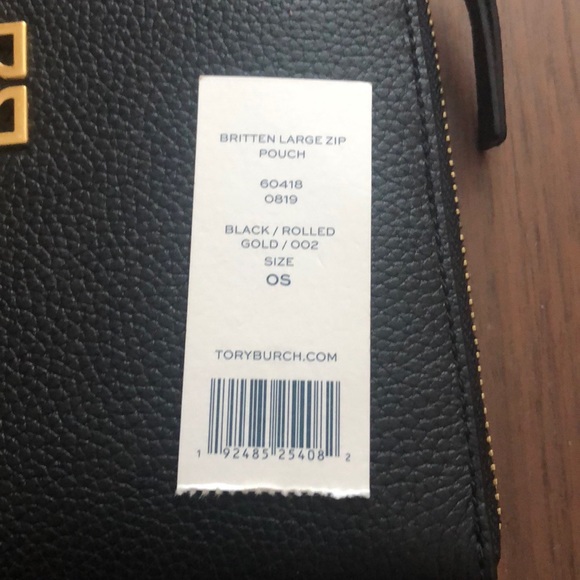 BRITTEN LARGE ZIP
POUCH
60418
0819
BLACK / ROLLED
GOLD / 002
SIZE
OS
TORYBURCH.COM
1 92485 25408 2